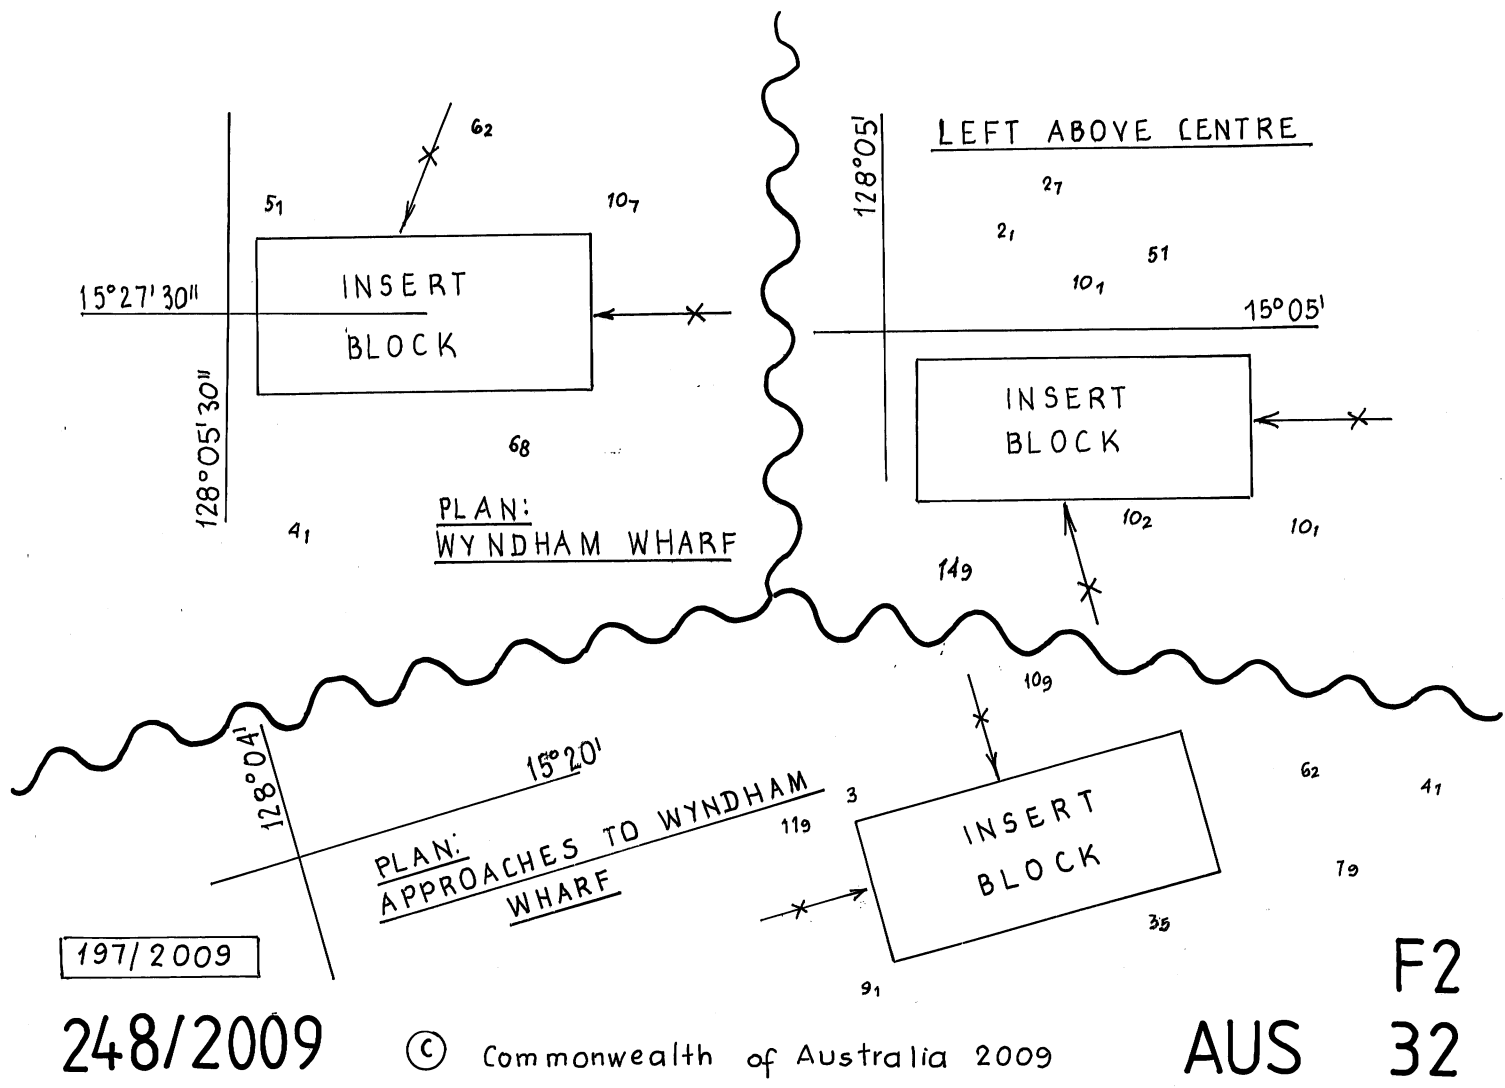 6₂
5₁
10₇
INSERT
BLOCK
15°27'30"
128°05'30"
6₈
4₁
PLAN:
WYNDHAM WHARF
128°05'
LEFT ABOVE CENTRE
2₇
2₁
5₁
10₁
15°05'
INSERT
BLOCK
10₂
10₁
14₉
10₉
128°04'
15°20'
PLAN:
APPROACHES TO WYNDHAM
WHARF
3
11₉
INSERT
BLOCK
6₂
4₁
7₉
3₅
9₁
197/2009
248/2009
© Commonwealth of Australia 2009
F2
AUS 32